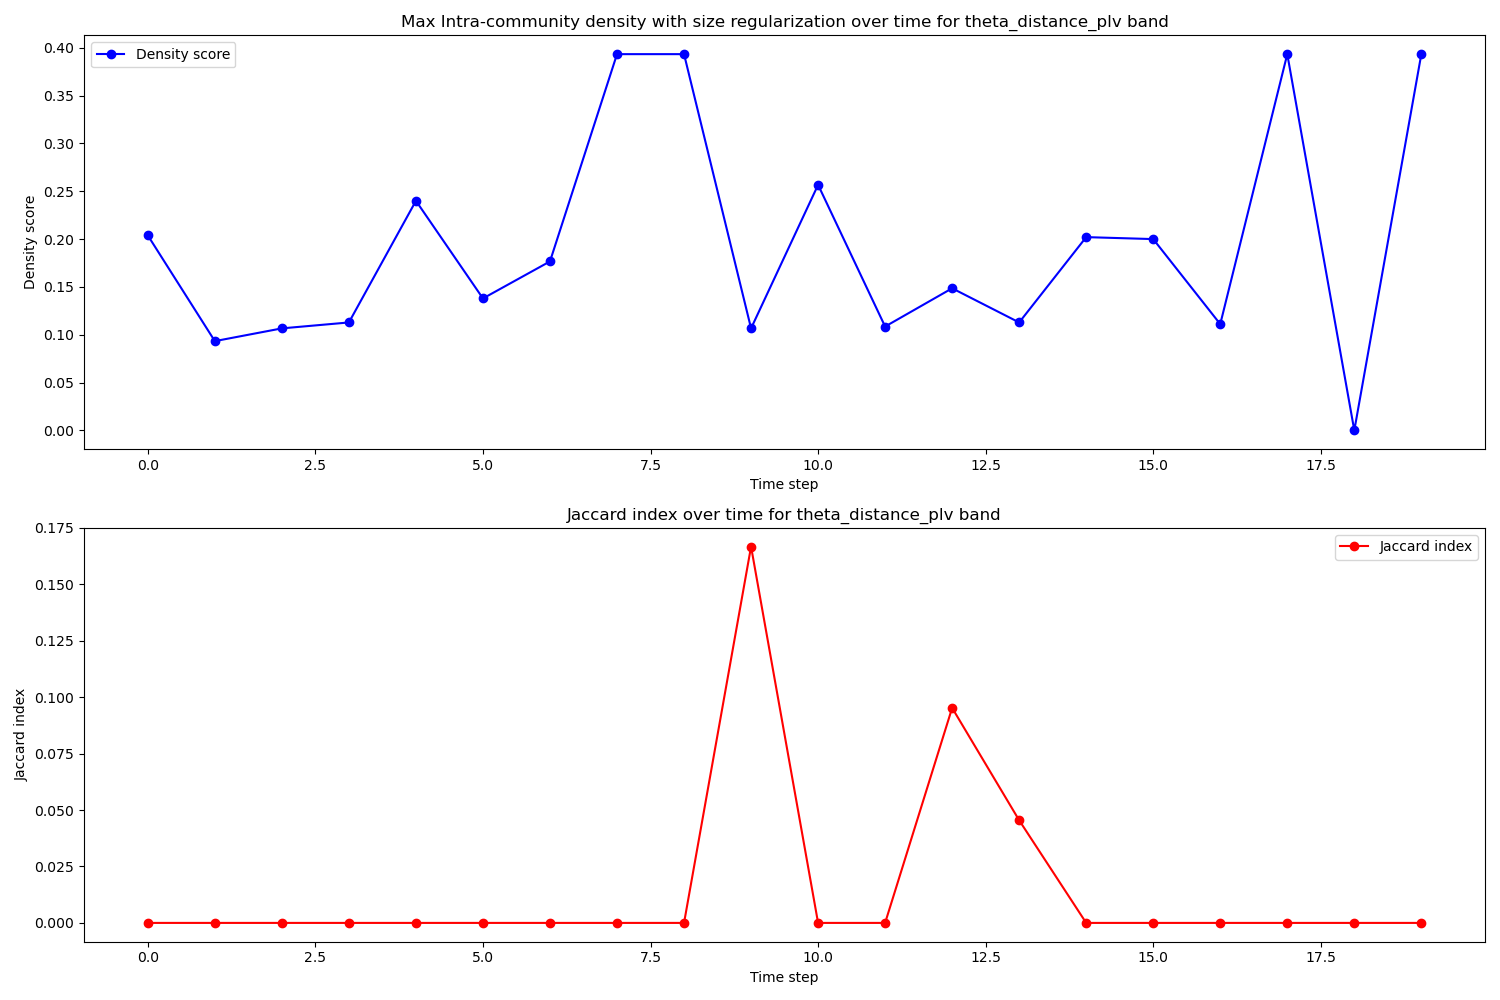 Max Intra-community density with size regularization over time for theta_distance_plv band
Density score
0.40
0.35
0.30
0.25
0.20
0.15
0.10
0.05
0.00
Density score
0.0 2.5 5.0 7.5 10.0 12.5 15.0 17.5
Time step
Jaccard index over time for theta_distance_plv band
Jaccard index
0.175
0.150
0.125
0.100
0.075
0.050
0.025
0.000
Jaccard index
0.0 2.5 5.0 7.5 10.0 12.5 15.0 17.5
Time step